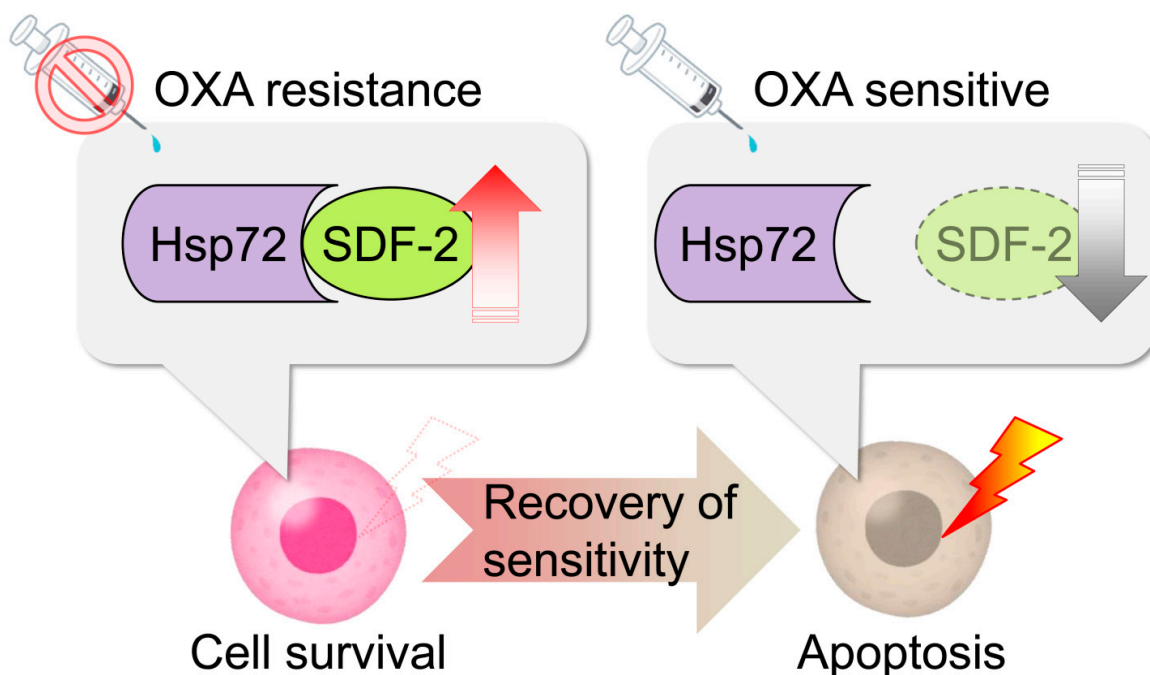 OXA resistance
Hsp72
SDF-2
Cell survival
Recovery of
sensitivity
OXA sensitive
Hsp72
SDF-2
Apoptosis